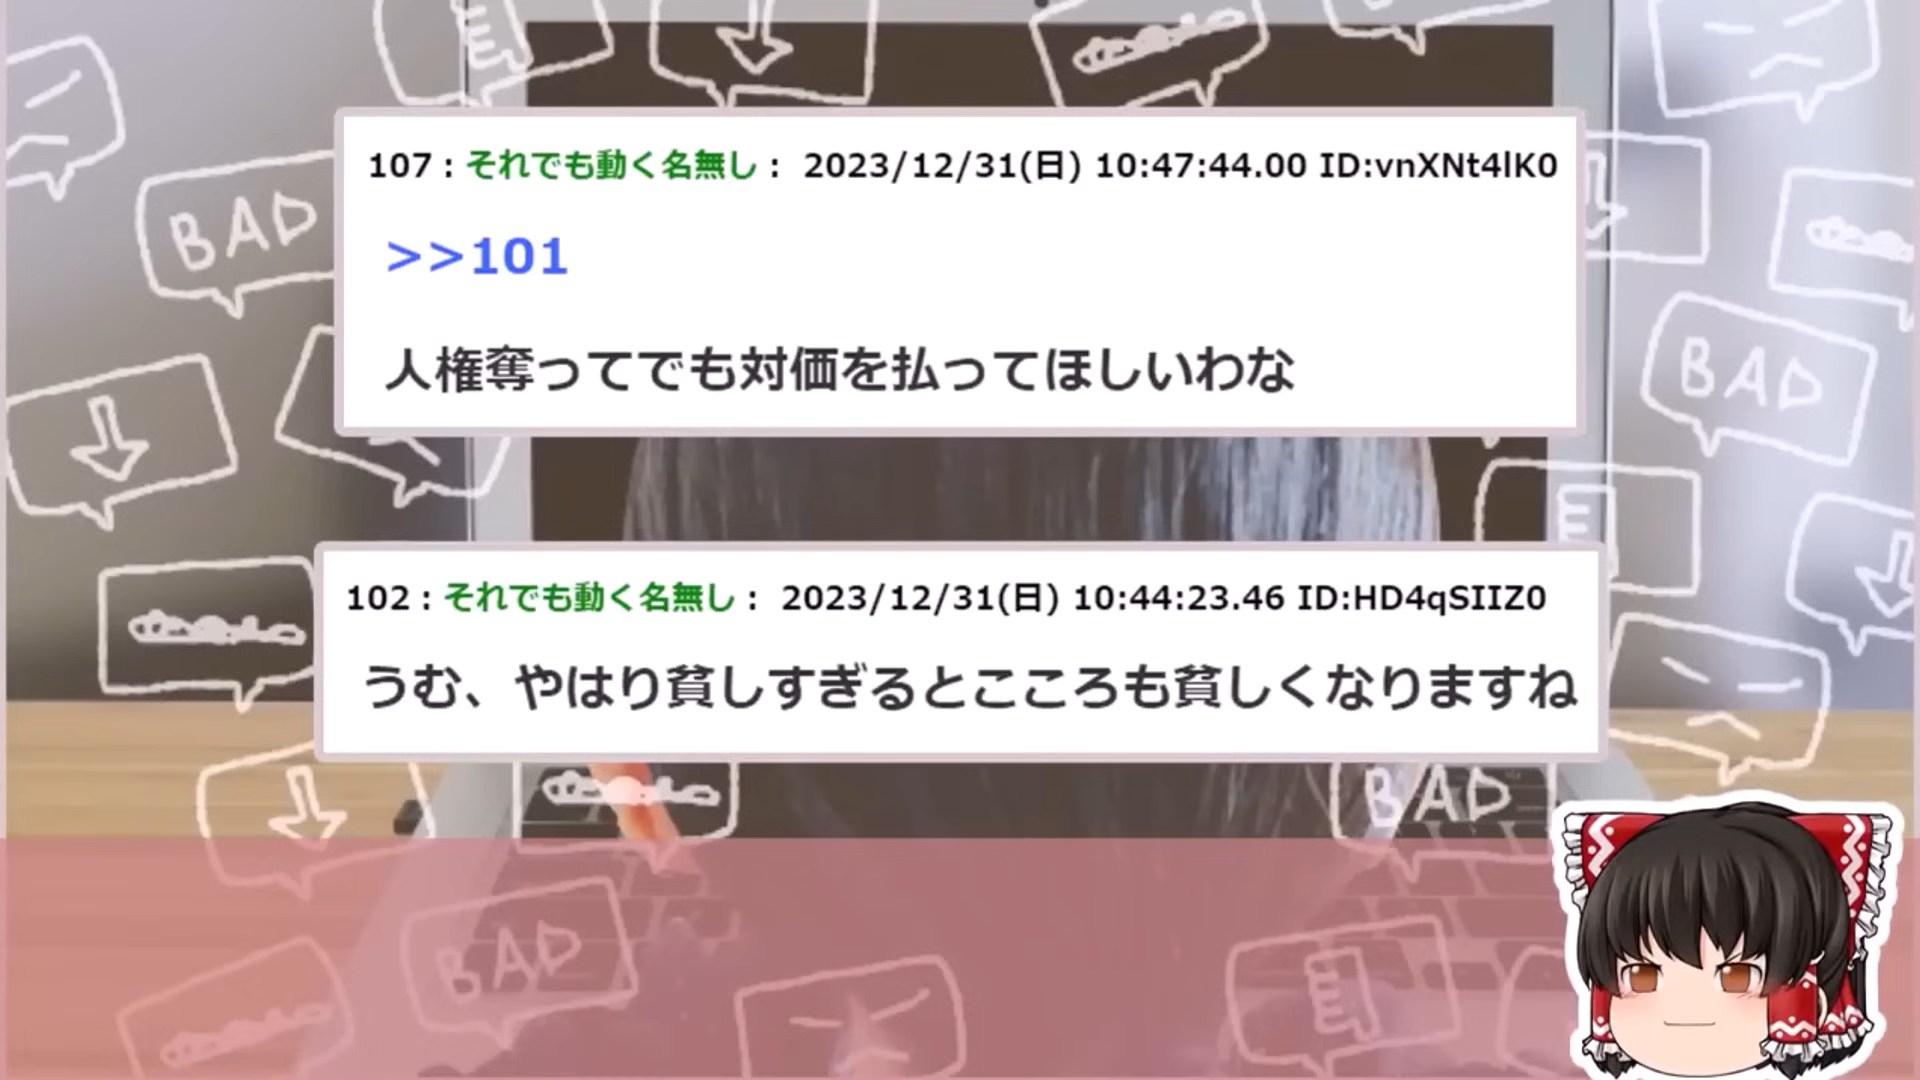 107 : それでも動く名無し : 2023/12/31(日) 10:47:44.00 ID:vnXNt4lK0
>>101
人権奪ってでも対価を払ってほしいわな
102 : それでも動く名無し : 2023/12/31(日) 10:44:23.46 ID:HD4qSIIZ0
うむ、やはり貧しすぎるとこころも貧しくなりますね
BAD
BAD
BAD
BAD